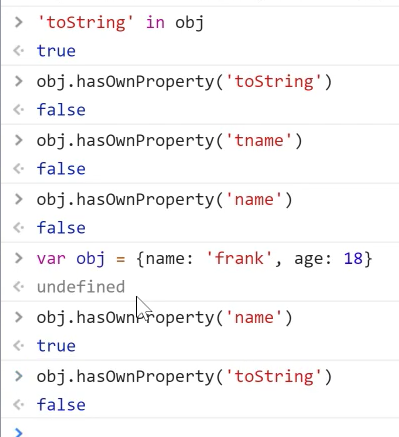 'toString' in obj
true
obj.hasOwnProperty('toString')
false
obj.hasOwnProperty('tname')
false
obj.hasOwnProperty('name')
false
var obj = {name: 'frank', age: 18}
undefined
obj.hasOwnProperty('name')
true
obj.hasOwnProperty('toString')
false